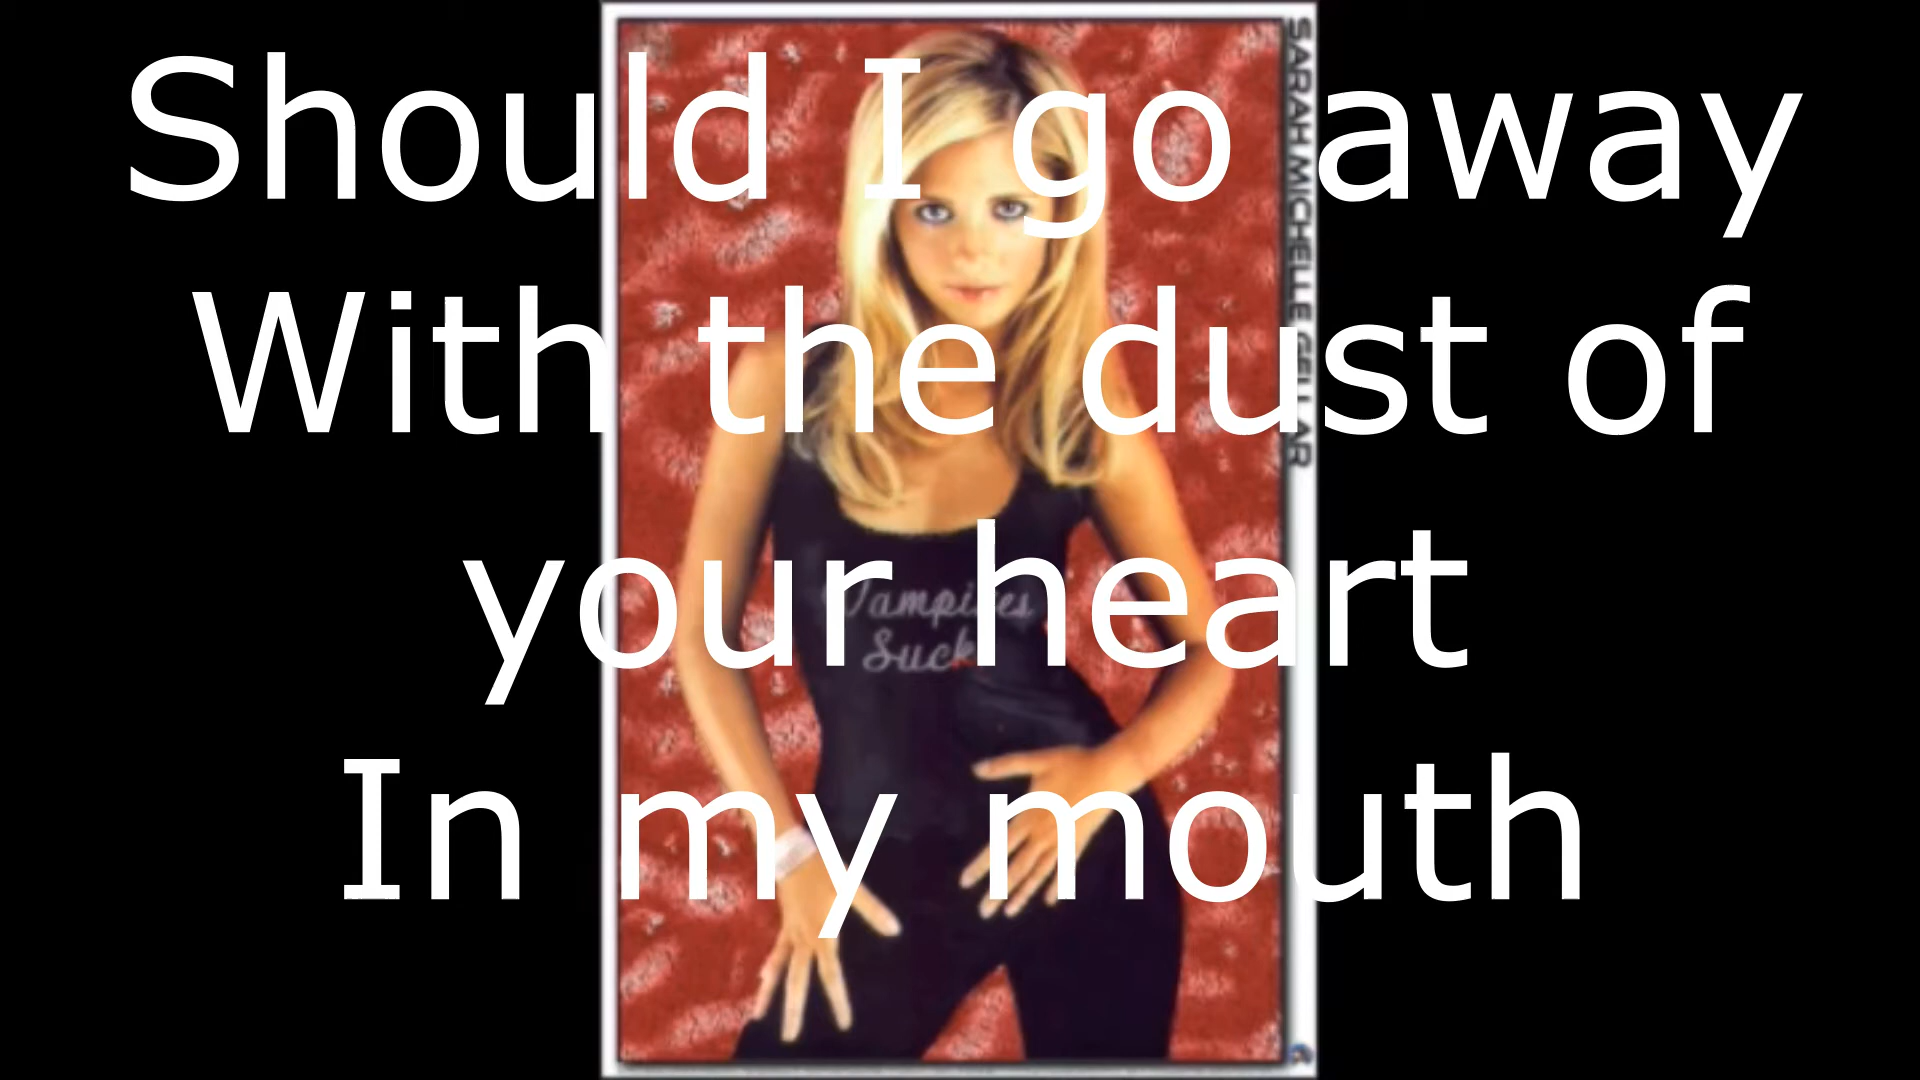 Should I go away
With the dust of
your heart
In my mouth
SARAH MICHELLE GELLAR
Vampires
Suck